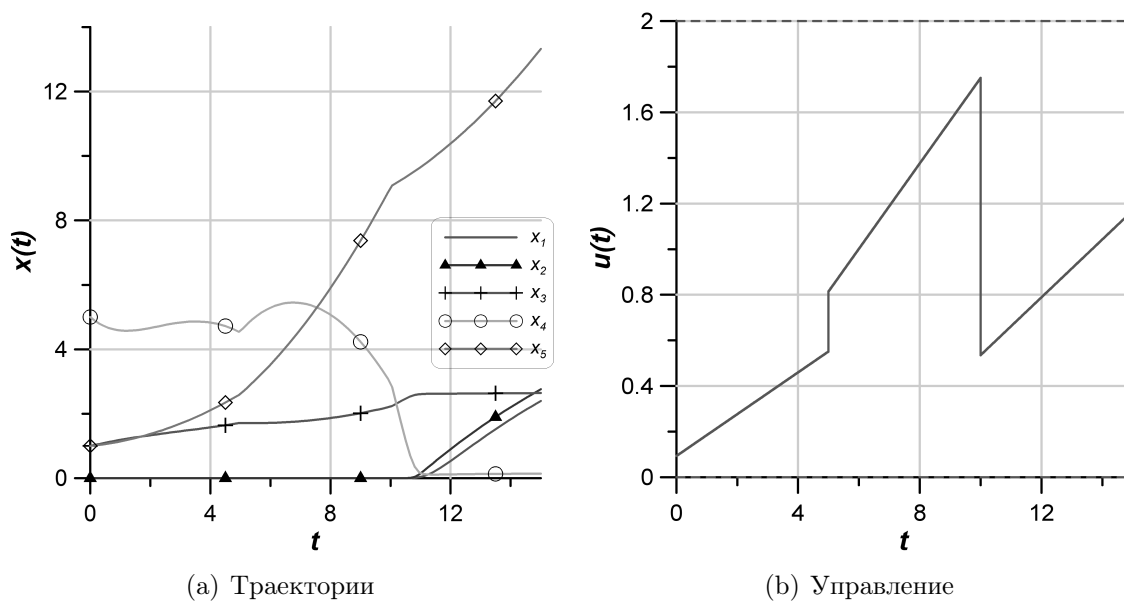 x(t)
12
8
4
0
0 4 8 12
t
x1
x2
x3
x4
x5
(a) Траектории
u(t)
2
1.6
1.2
0.8
0.4
0
0 4 8 12
t
(b) Управление